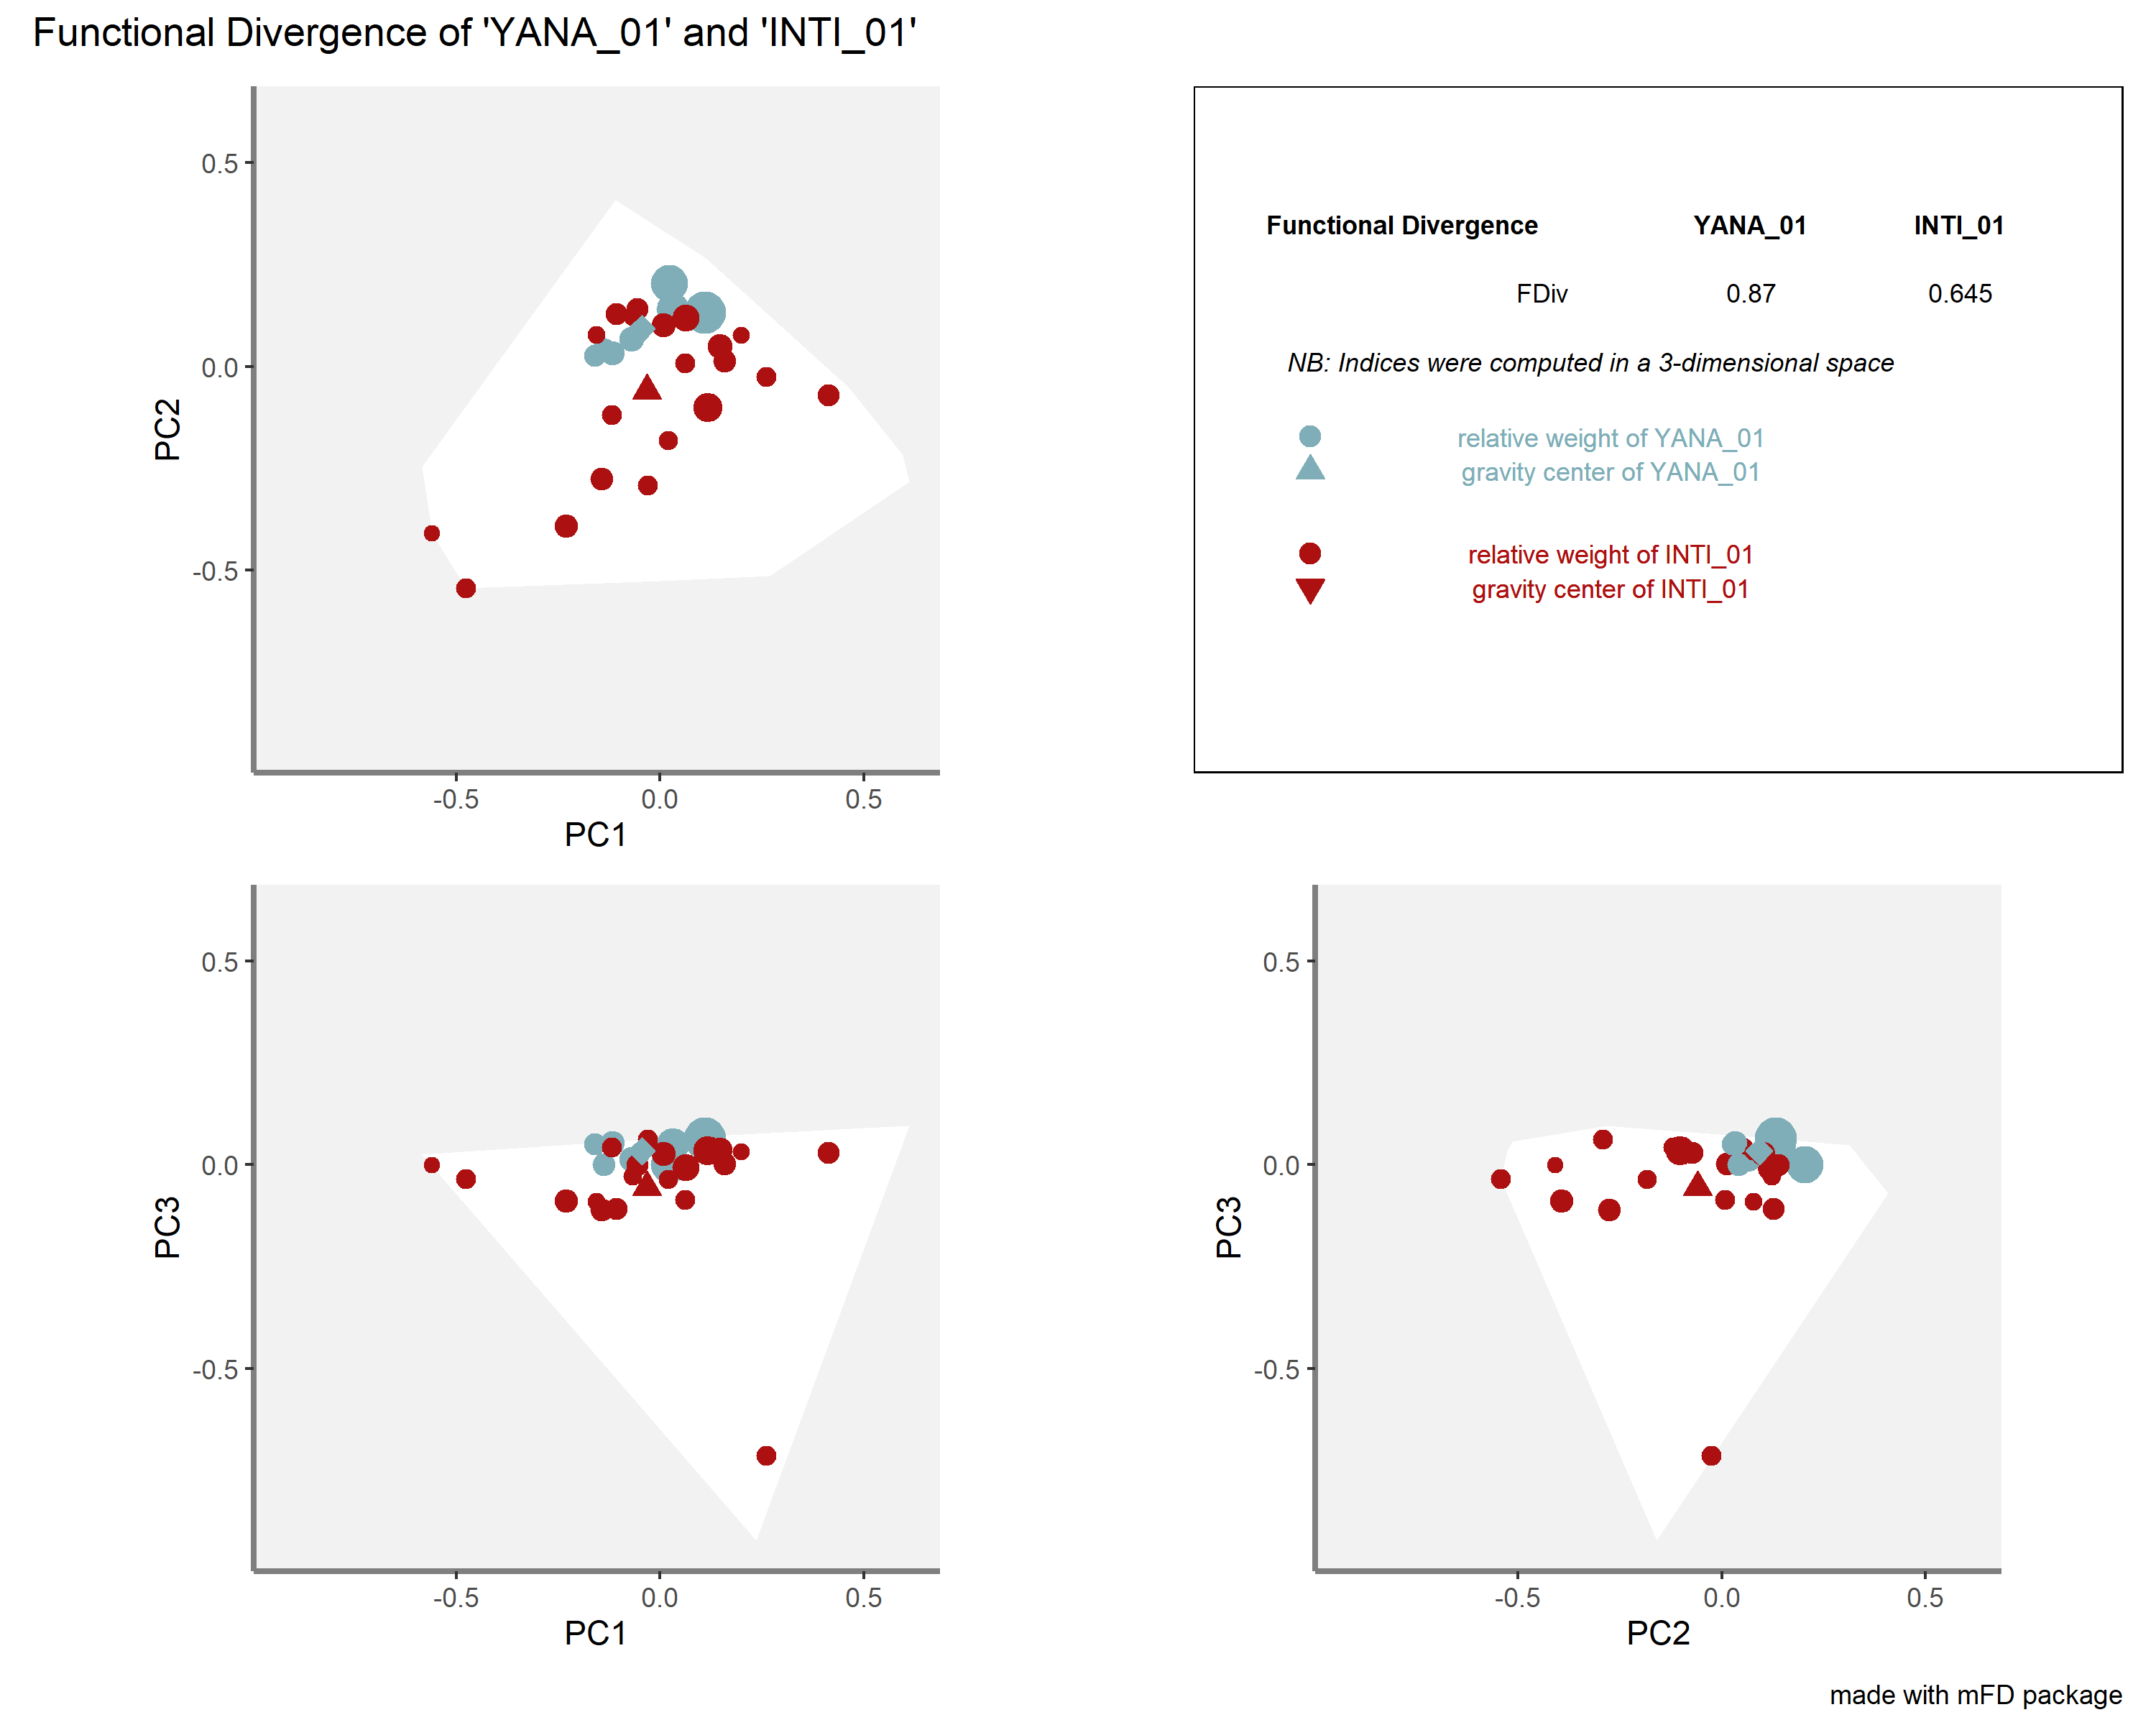 Functional Divergence of 'YANA_01' and 'INTI_01'
0.5
0.0
-0.5
PC2
-0.5 0.0 0.5
PC1
Functional Divergence YANA_01 INTI_01
FDiv 0.87 0.645
NB: Indices were computed in a 3-dimensional space
relative weight of YANA_01
gravity center of YANA_01
relative weight of INTI_01
gravity center of INTI_01
0.5
0.0
-0.5
PC3
-0.5 0.0 0.5
PC1
0.5
0.0
-0.5
PC3
-0.5 0.0 0.5
PC2
made with mFD package